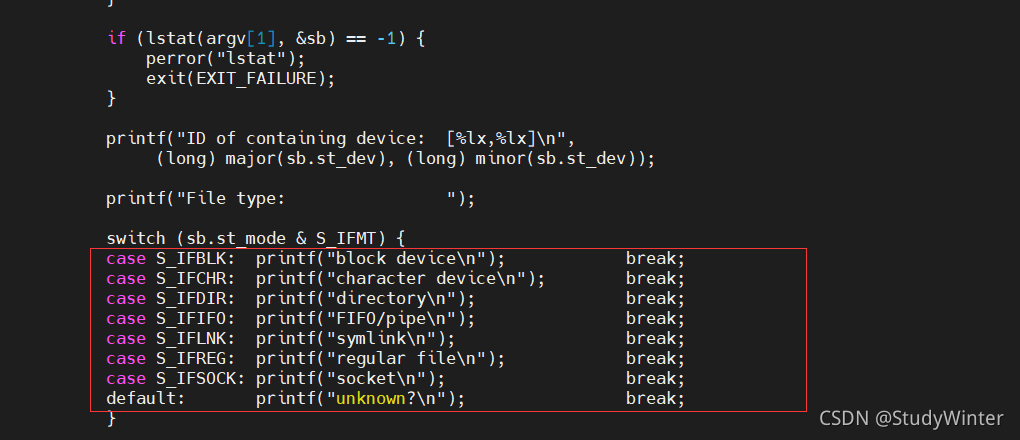 }
if (lstat(argv[1], &sb) == -1) {
    perror("lstat");
    exit(EXIT_FAILURE);
}
printf("ID of containing device:  [%lx,%lx]\n",
     (long) major(sb.st_dev), (long) minor(sb.st_dev));
printf("File type:                ");
switch (sb.st_mode & S_IFMT) {
case S_IFBLK:  printf("block device\n");            break;
case S_IFCHR:  printf("character device\n");        break;
case S_IFDIR:  printf("directory\n");               break;
case S_IFIFO:  printf("FIFO/pipe\n");               break;
case S_IFLNK:  printf("symlink\n");                 break;
case S_IFREG:  printf("regular file\n");            break;
case S_IFSOCK: printf("socket\n");                  break;
default:       printf("unknown?\n");                break;
}
CSDN @StudyWinter